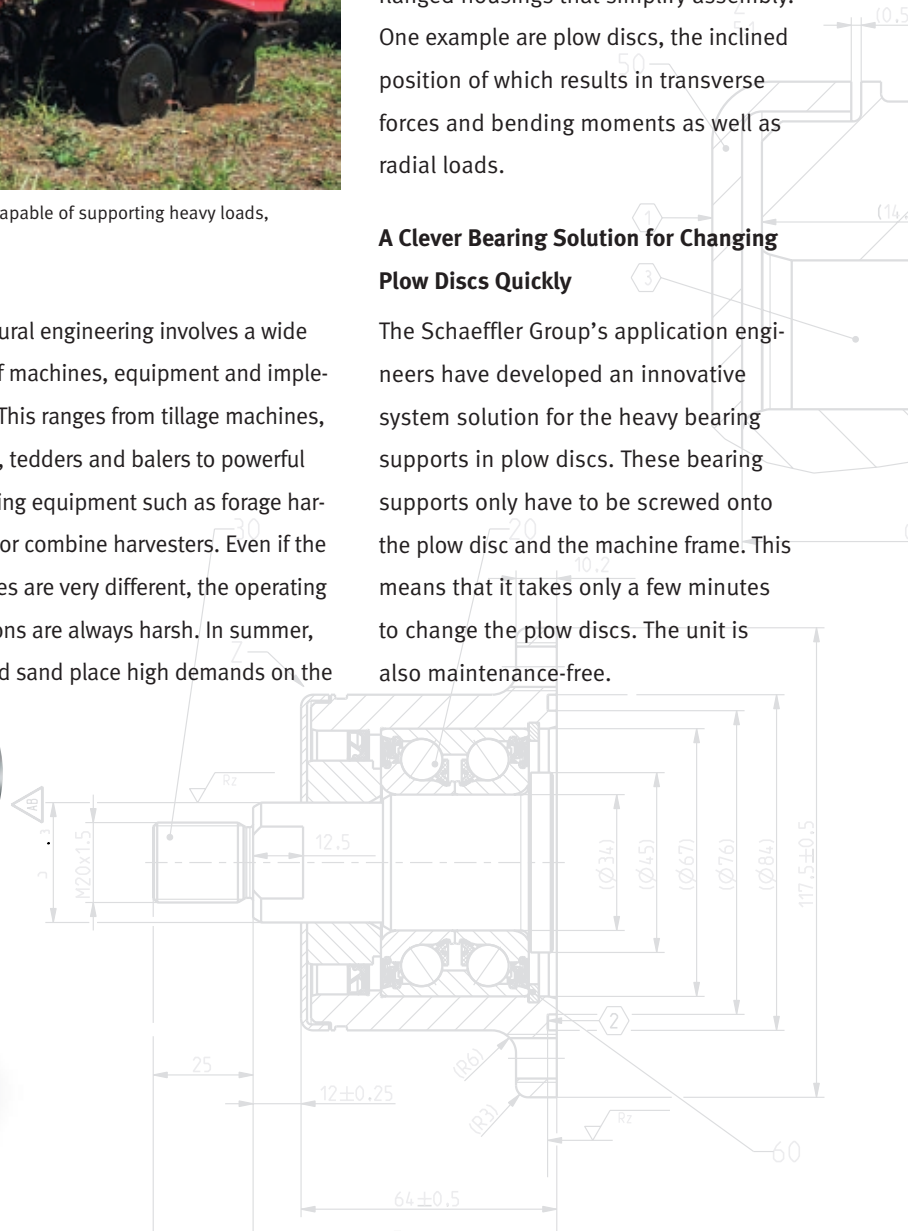 apable of supporting heavy loads,
ural engineering involves a wide
f machines, equipment and imple-
This ranges from tillage machines,
, tedders and balers to powerful
ing equipment such as forage har-
or combine harvesters. Even if the
es are very different, the operating
ons are always harsh. In summer,
d sand place high demands on the
flanged housings that simplify assembly.
One example are plow discs, the inclined
position of which results in transverse
forces and bending moments as well as
radial loads.
A Clever Bearing Solution for Changing
Plow Discs Quickly
The Schaeffler Group's application engi-
neers have developed an innovative
system solution for the heavy bearing
supports in plow discs. These bearing
supports only have to be screwed onto
the plow disc and the machine frame. This
means that it takes only a few minutes
to change the plow discs. The unit is
also maintenance-free.
50
1
3
(14.
(0.5
30
20
10.2
Z
Rz
AB
M20x1.5
12.5
(Ø34)
(Ø45)
(Ø67)
(Ø76)
(Ø84)
117.5±0.5
2
25
12±0.25
(R6)
(R3)
Rz
60
64±0.5